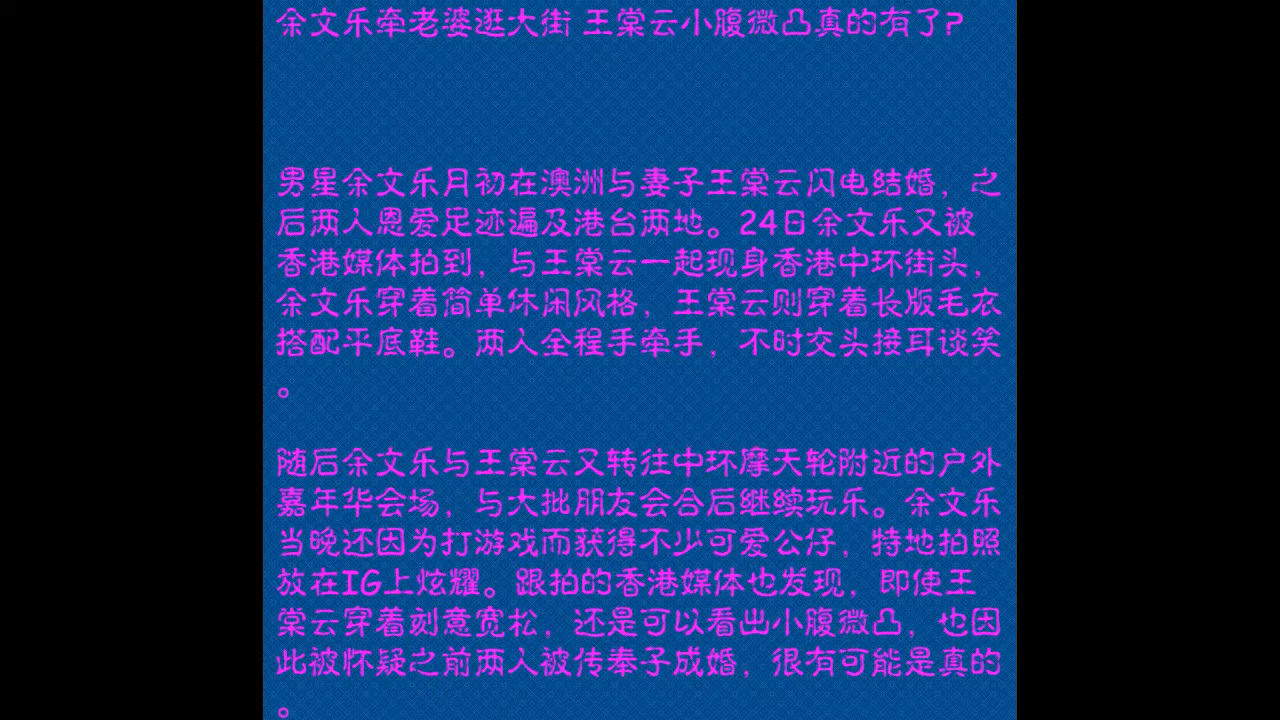 余文乐牵老婆逛大街 王棠云小腹微凸真的有了?
男星余文乐月初在澳洲与妻子王棠云闪电结婚，之
后两人恩爱足迹遍及港台两地。24日余文乐又被
香港媒体拍到，与王棠云一起现身香港中环街头，
余文乐穿着简单休闲风格，王棠云则穿着长版毛衣
搭配平底鞋。两人全程手牵手，不时交头接耳谈笑
。
随后余文乐与王棠云又转往中环摩天轮附近的户外
嘉年华会场，与大批朋友会合后继续玩乐。余文乐
当晚还因为打游戏而获得不少可爱公仔，特地拍照
放在IG上炫耀。跟拍的香港媒体也发现，即使王
棠云穿着刻意宽松，还是可以看出小腹微凸，也因
此被怀疑之前两人被传奉子成婚，很有可能是真的
。